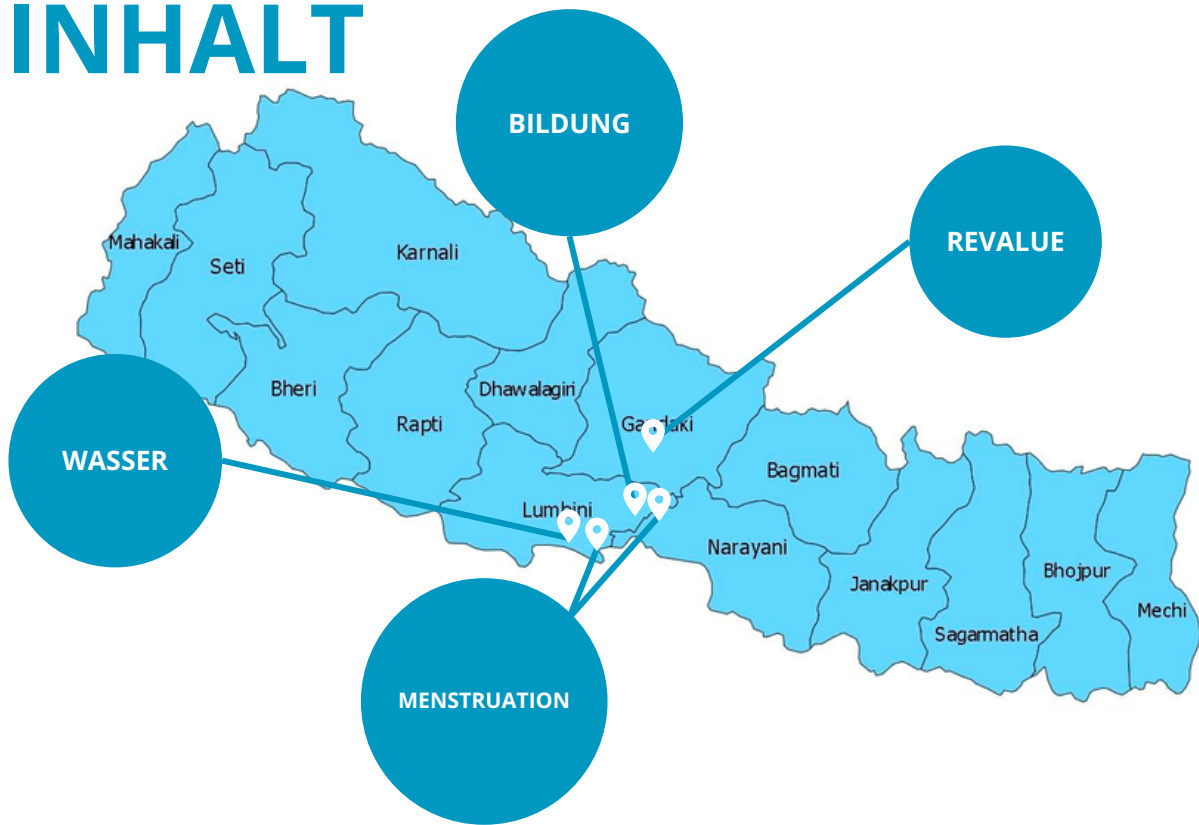 INHALT
BILDUNG
REVALUE
Mahakali
Seti
Karnali
Bheri
Dhawalagiri
Rapti
Gandaki
WASSER
Bagmati
Lumbini
Narayani
Janakpur
Bhojpur
Sagarmatha
Mechi
MENSTRUATION